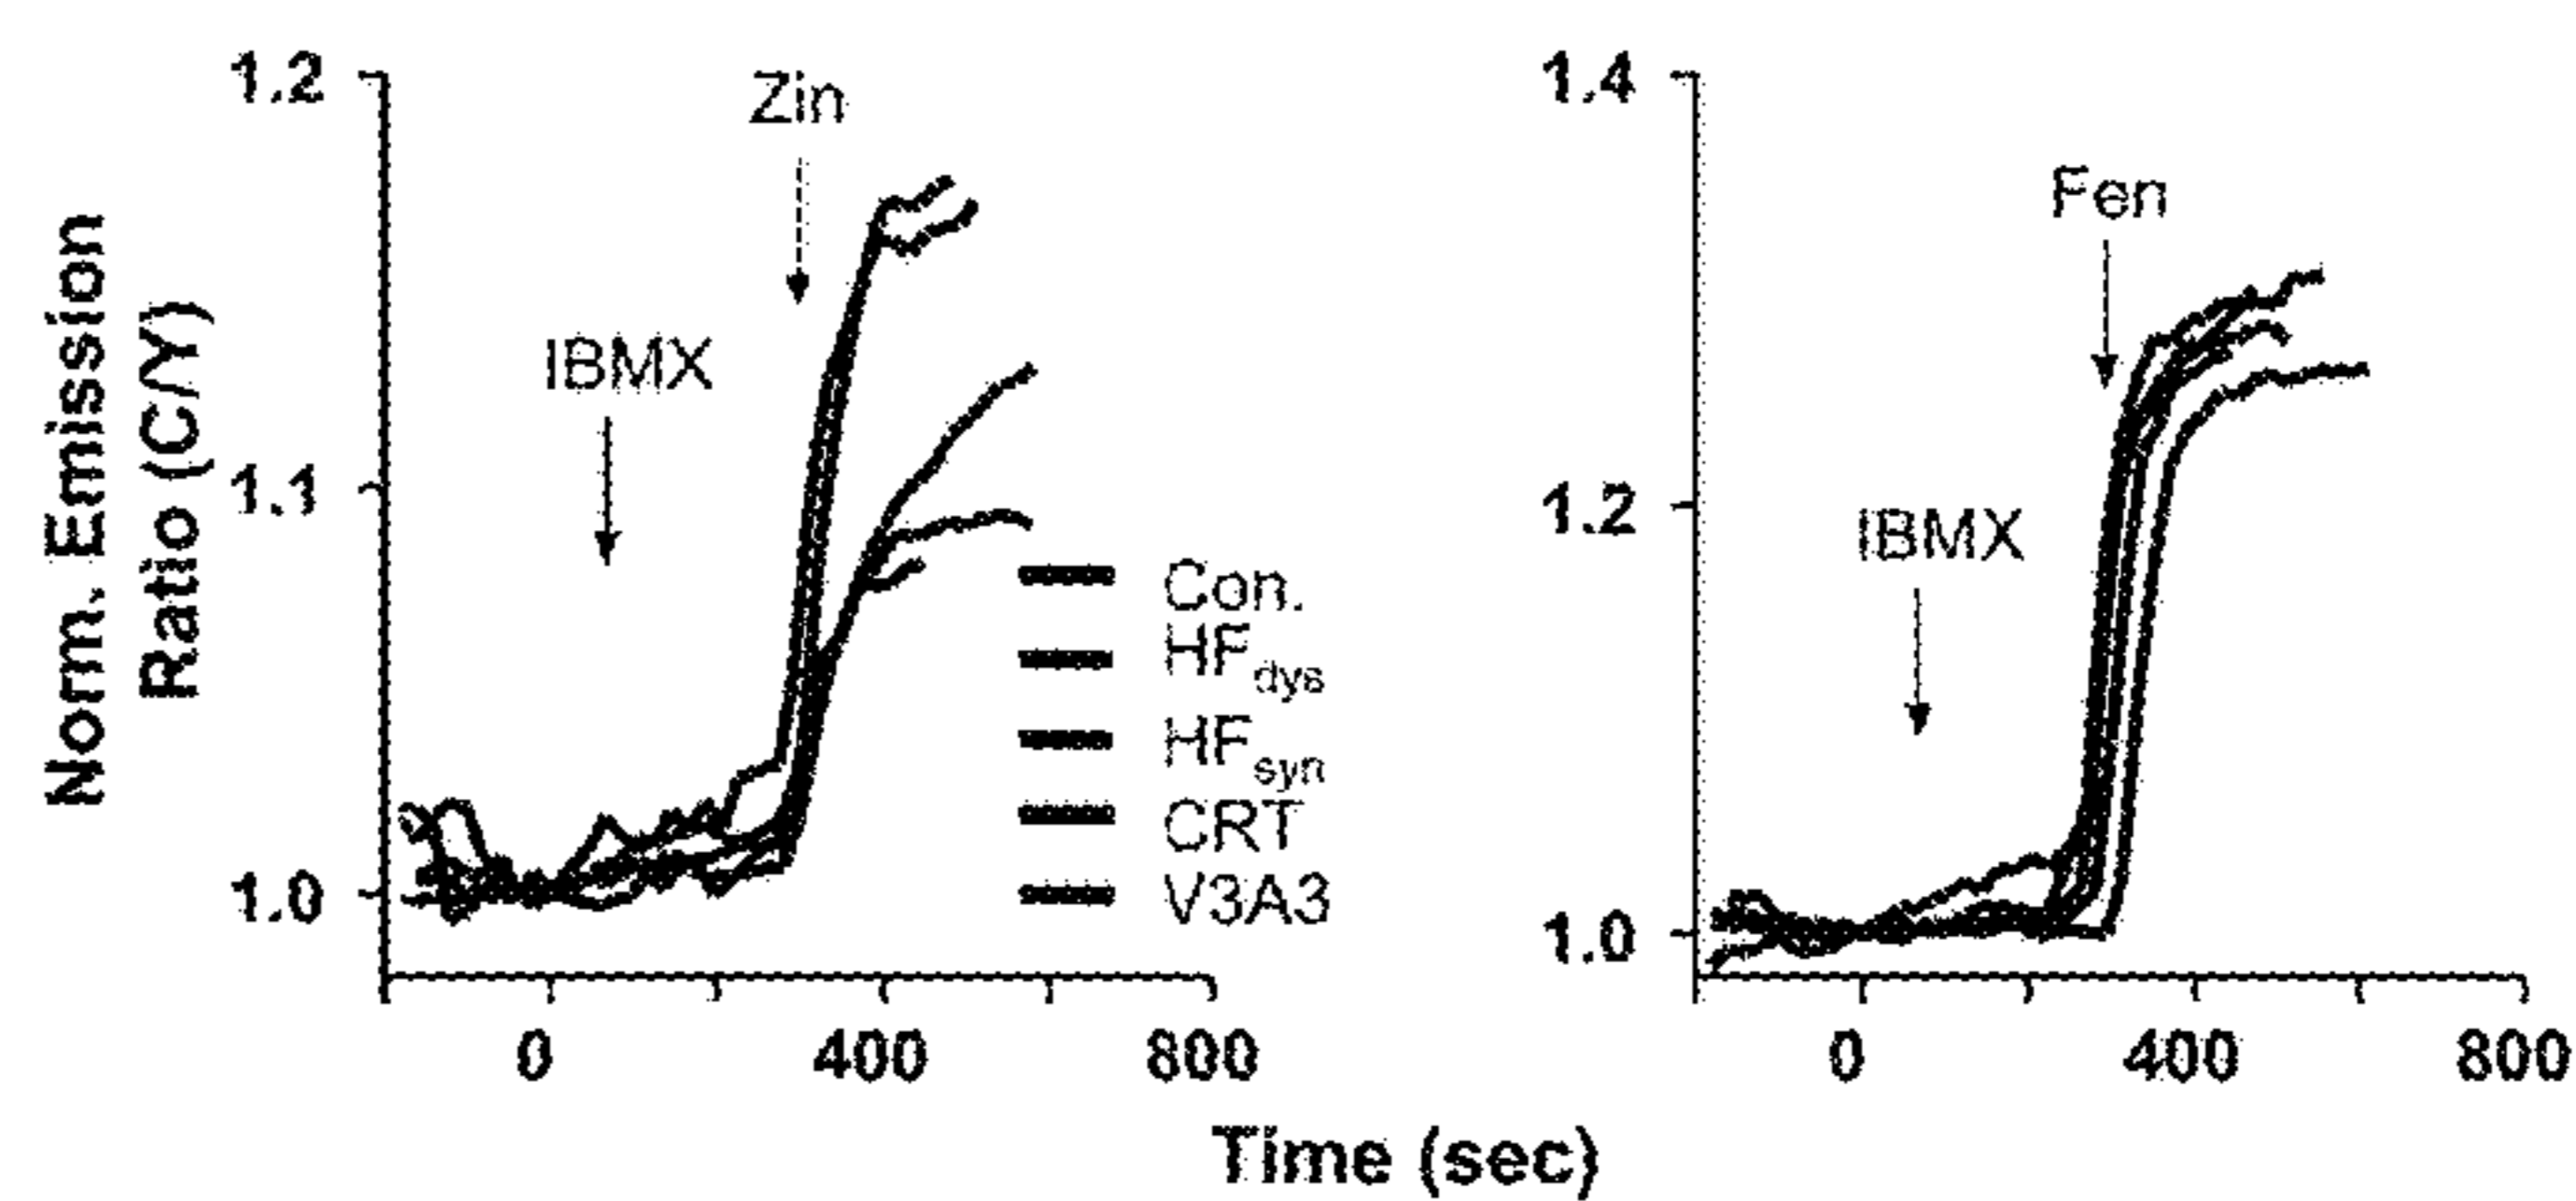 Norm. Emission
Ratio (C/Y)
1.2
1.1
1.0
Zin
IBMX
Con.
HFdys
HFsyn
CRT
V3A3
0
400
800
1.4
1.2
1.0
Fen
IBMX
0
400
800
Time (sec)